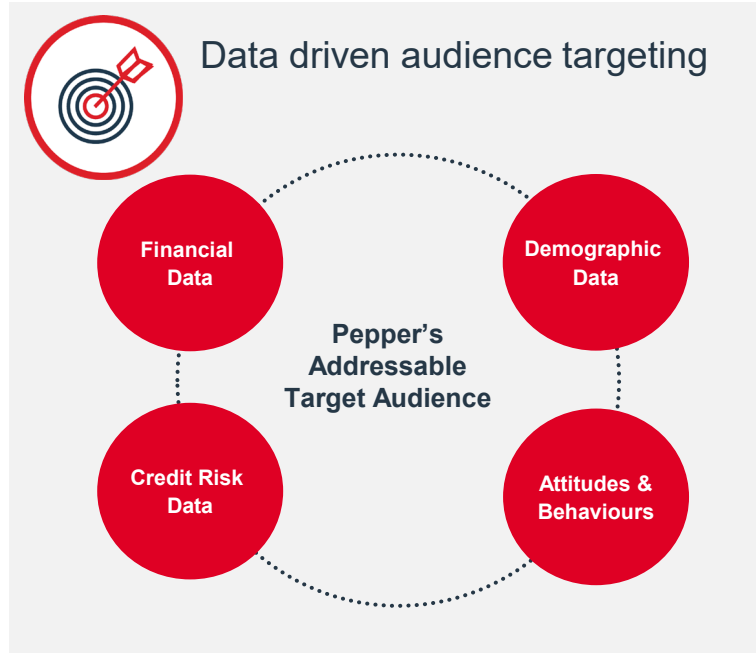 Data driven audience targeting
Financial
Data
Demographic
Data
Pepper's
Addressable
Target Audience
Credit Risk
Data
Attitudes &
Behaviours